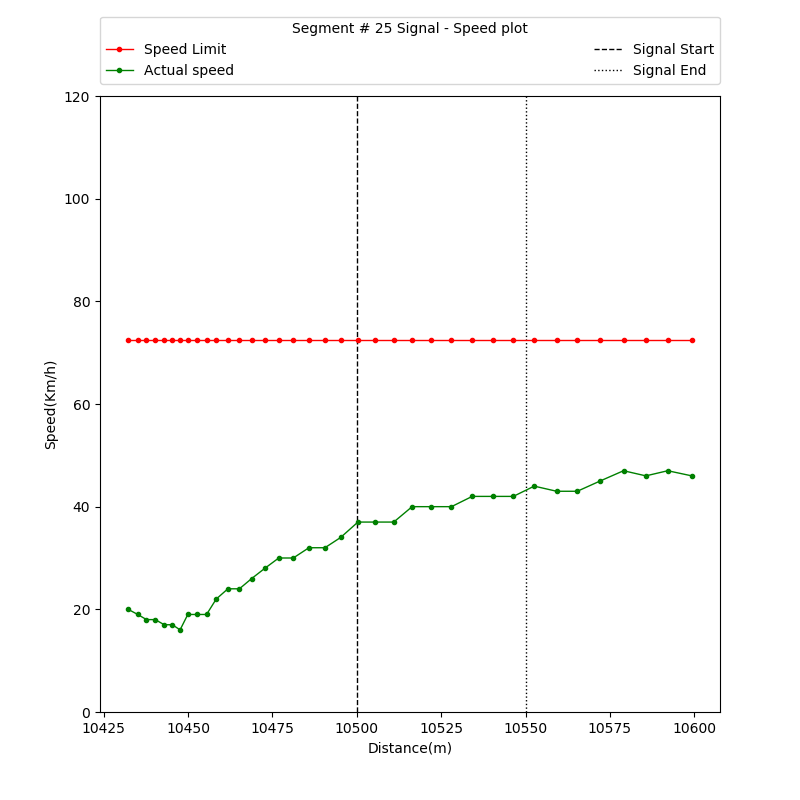 Segment # 25 Signal - Speed plot
Speed Limit
Actual speed
Signal Start
Signal End
120
100
80
60
40
20
0
Speed(Km/h)
10425 10450 10475 10500 10525 10550 10575 10600
Distance(m)